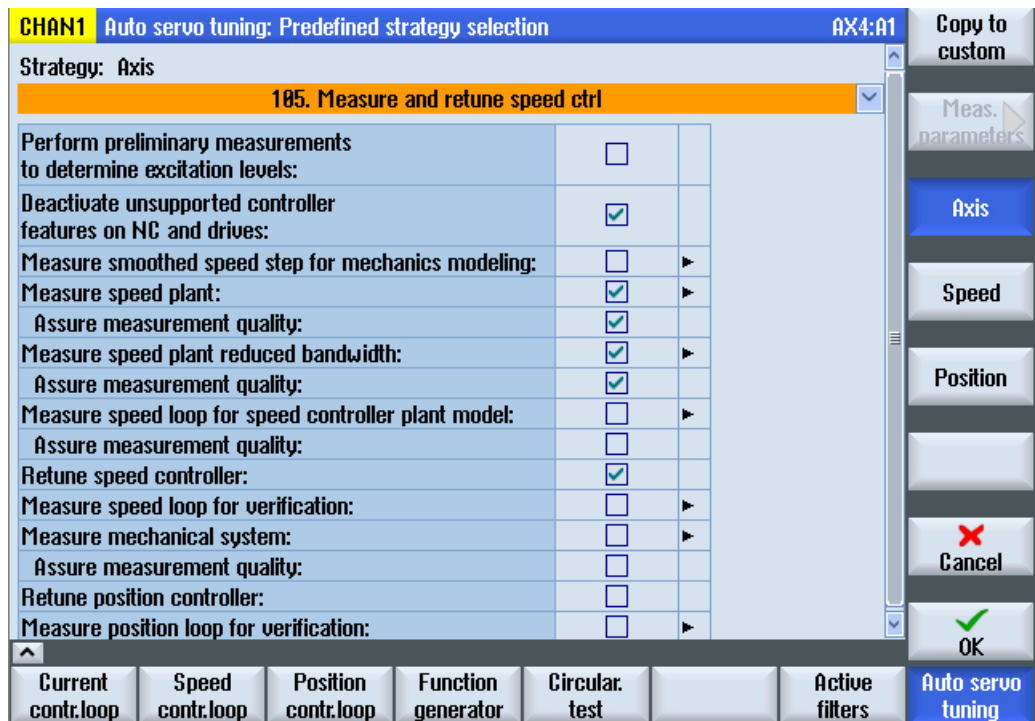 CHAN1 Auto servo tuning: Predefined strategy selection AX4:A1
Strategy: Axis
105. Measure and retune speed ctrl
Perform preliminary measurements
to determine excitation levels:
Deactivate unsupported controller
features on NC and drives:
Measure smoothed speed step for mechanics modeling:
Measure speed plant:
Assure measurement quality:
Measure speed plant reduced bandwidth:
Assure measurement quality:
Measure speed loop for speed controller plant model:
Assure measurement quality:
Retune speed controller:
Measure speed loop for verification:
Measure mechanical system:
Assure measurement quality:
Retune position controller:
Measure position loop for verification:
Copy to
custom
Meas.
parameters
Axis
Speed
Position
Cancel
OK
Current
contr.loop
Speed
contr.loop
Position
contr.loop
Function
generator
Circular.
test
Active
filters
Auto servo
tuning